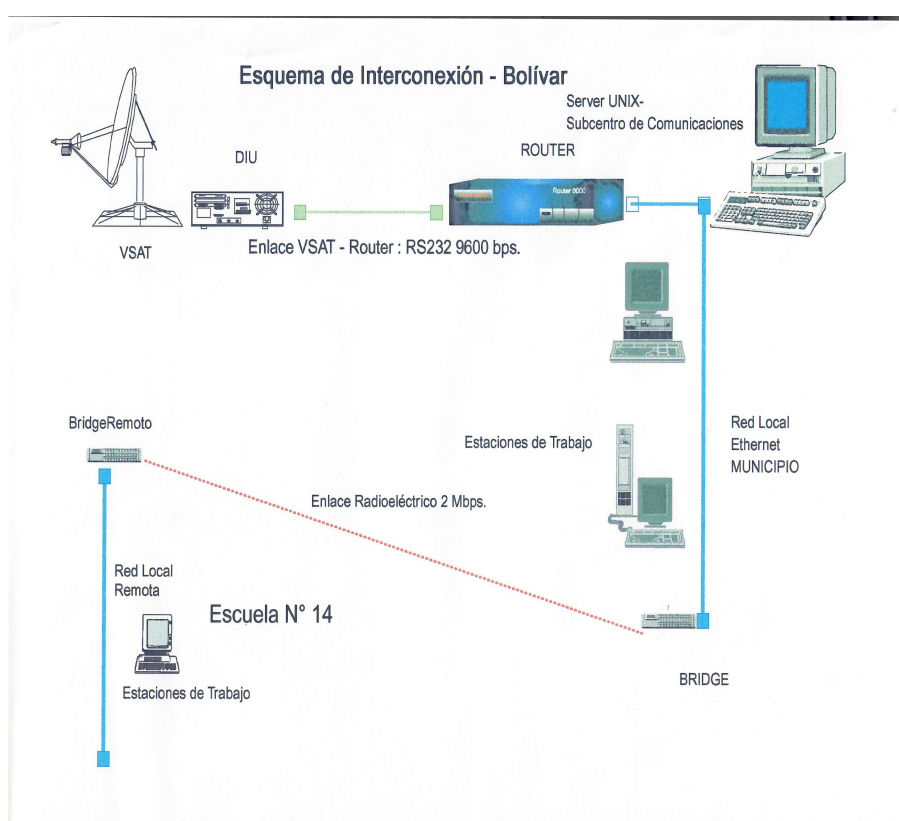 Esquema de Interconexión - Bolívar
Server UNIX-
Subcentro de Comunicaciones
DIU
ROUTER
Router 9000
VSAT
Enlace VSAT - Router : RS232 9600 bps.
BridgeRemoto
Estaciones de Trabajo
Red Local
Ethernet
MUNICIPIO
Enlace Radioeléctrico 2 Mbps.
Red Local
Remota
Escuela N° 14
Estaciones de Trabajo
BRIDGE